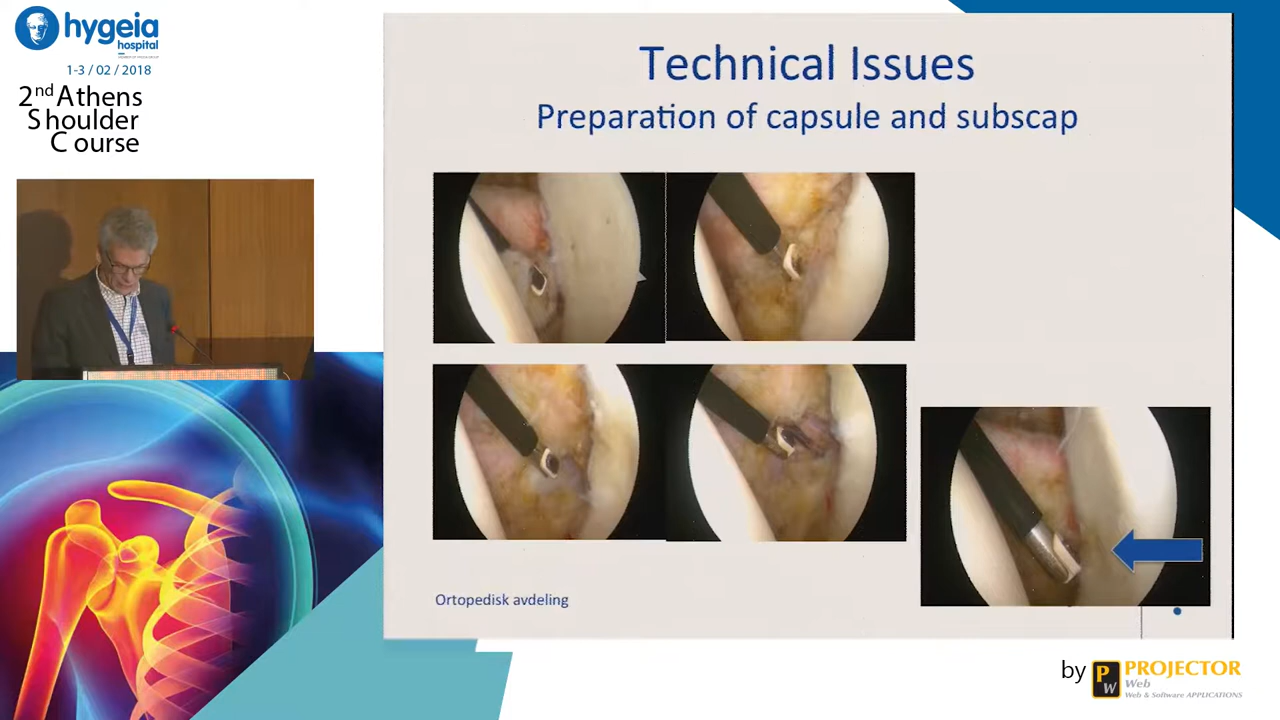 hygeia
hospital
1-3 / 02 / 2018
2nd Athens
Shoulder
Course
Technical Issues
Preparation of capsule and subscap
Ortopedisk avdeling
by
PW
PROJECTOR
Web
Web & Software APPLICATIONS